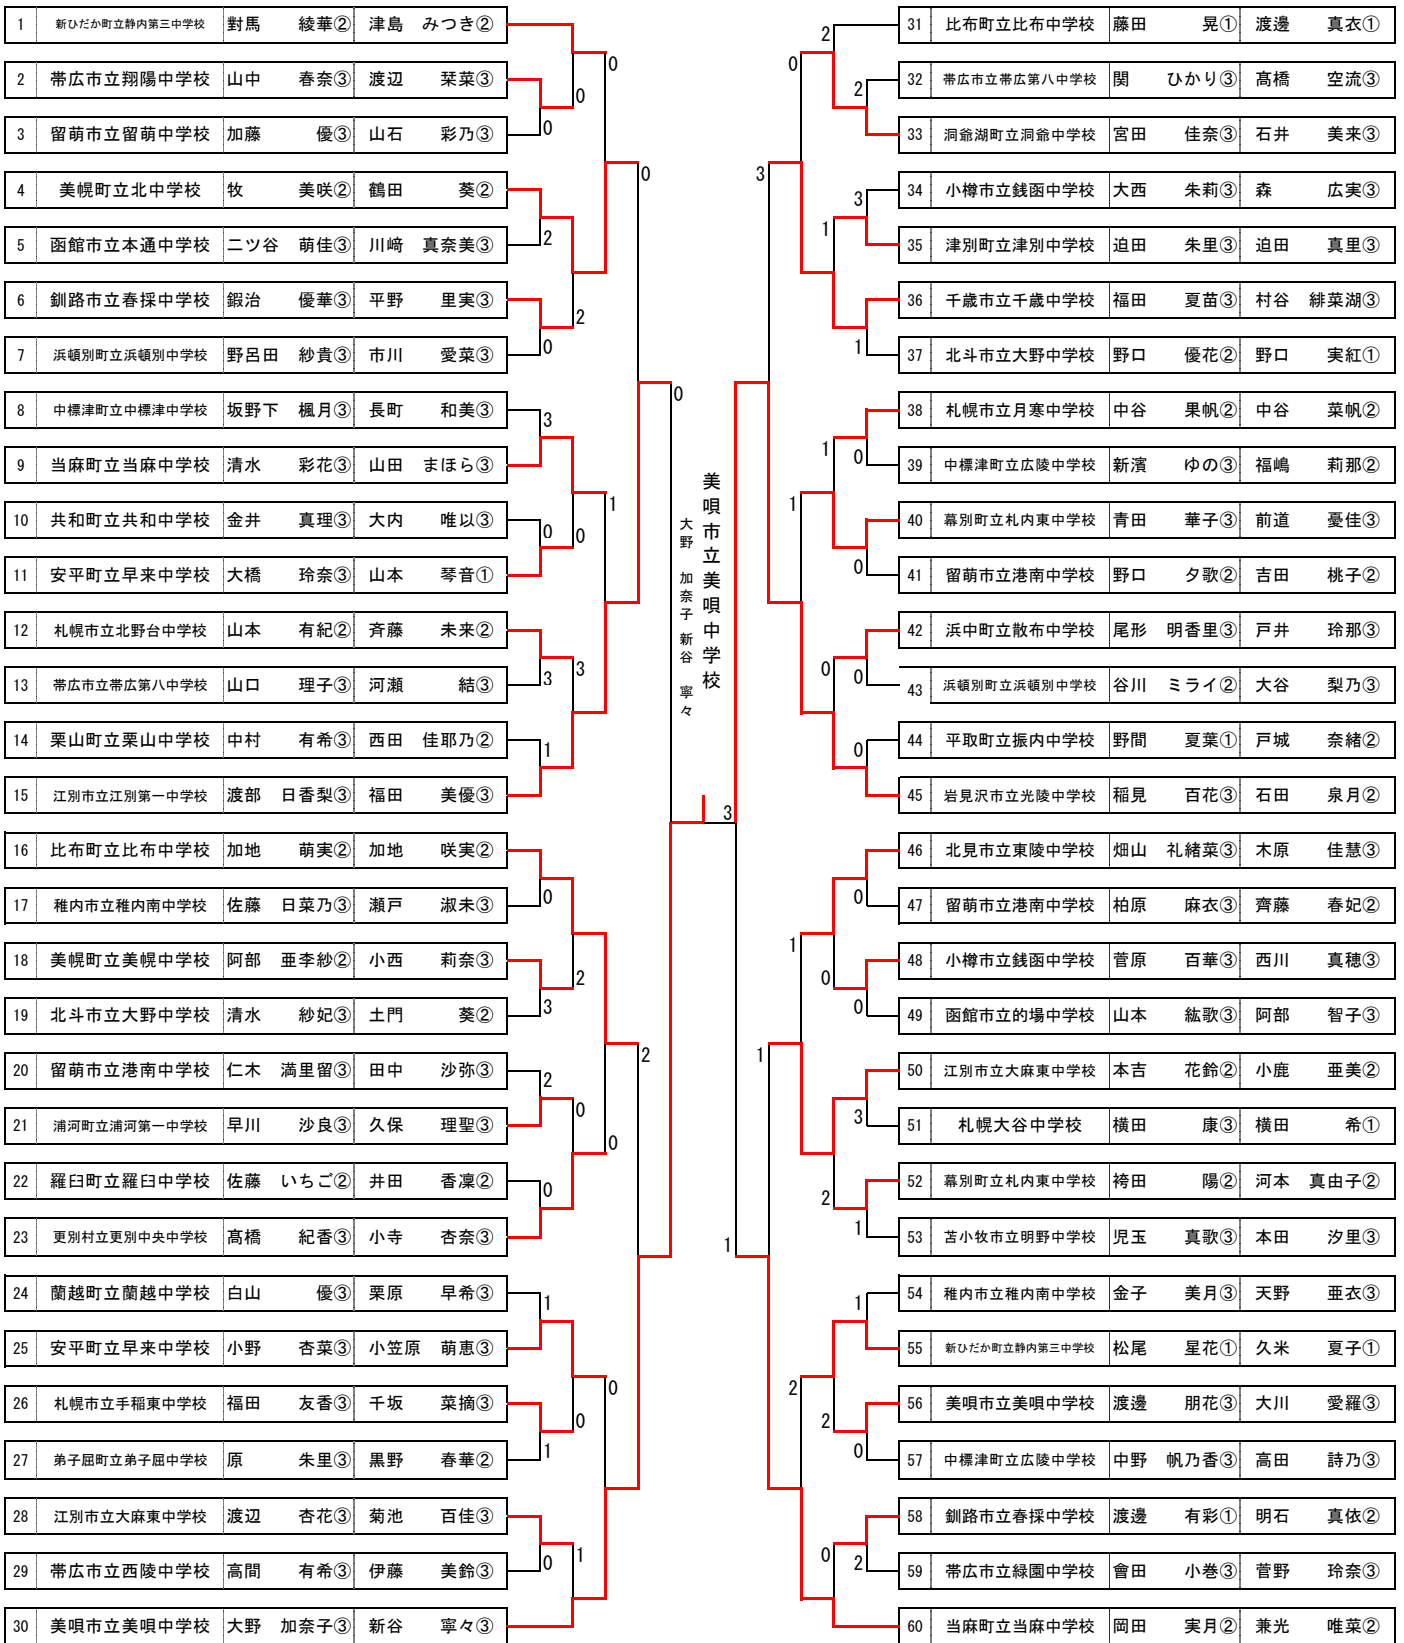 1 新ひだか町立静内第三中学校 對馬 綾華② 津島 みつき②
2 帯広市立翔陽中学校 山中 春奈③ 渡辺 栞菜③
3 留萌市立留萌中学校 加藤 優③ 山石 彩乃③
4 美幌町立北中学校 牧 美咲② 鶴田 葵②
5 函館市立本通中学校 二ツ谷 萌佳③ 川﨑 真奈美③
6 釧路市立春採中学校 鍜治 優華③ 平野 里実③
7 浜頓別町立浜頓別中学校 野呂田 紗貴③ 市川 愛菜③
8 中標津町立中標津中学校 坂野下 楓月③ 長町 和美③
9 当麻町立当麻中学校 清水 彩花③ 山田 まほら③
10 共和町立共和中学校 金井 真理③ 大内 唯以③
11 安平町立早来中学校 大橋 玲奈③ 山本 琴音①
12 札幌市立北野台中学校 山本 有紀② 斉藤 未来②
13 帯広市立帯広第八中学校 山口 理子③ 河瀬 結③
14 栗山町立栗山中学校 中村 有希③ 西田 佳耶乃②
15 江別市立江別第一中学校 渡部 日香梨③ 福田 美優③
16 比布町立比布中学校 加地 萌実② 加地 咲実②
17 稚内市立稚内南中学校 佐藤 日菜乃③ 瀬戸 淑未③
18 美幌町立美幌中学校 阿部 亜李紗② 小西 莉奈③
19 北斗市立大野中学校 清水 紗妃③ 土門 葵②
20 留萌市立港南中学校 仁木 満里留③ 田中 沙弥③
21 浦河町立浦河第一中学校 早川 沙良③ 久保 理聖③
22 羅臼町立羅臼中学校 佐藤 いちご② 井田 香凜②
23 更別村立更別中央中学校 髙橋 紀香③ 小寺 杏奈③
24 蘭越町立蘭越中学校 白山 優③ 栗原 早希③
25 安平町立早来中学校 小野 杏菜③ 小笠原 萌恵③
26 札幌市立手稲東中学校 福田 友香③ 千坂 菜摘③
27 弟子屈町立弟子屈中学校 原 朱里③ 黒野 春華②
28 江別市立大麻東中学校 渡辺 杏花③ 菊池 百佳③
29 帯広市立西陵中学校 高間 有希③ 伊藤 美鈴③
30 美唄市立美唄中学校 大野 加奈子③ 新谷 寧々③
0
0
0
0
2
2
0
0
3
1
0
0
3
3
1
0
2
3
2
2
0
0
0
1
0
0
1
0
1
美唄市立美唄中学校
大野 加奈子 新谷 寧々
3
2
0
2
3
3
1
1
1
0
1
0
0
0
0
0
1
0
0
1
3
2
1
1
1
2
2
0
0
2
31 比布町立比布中学校 藤田 晃① 渡邊 真衣①
32 帯広市立帯広第八中学校 関 ひかり③ 髙橋 空流③
33 洞爺湖町立洞爺中学校 宮田 佳奈③ 石井 美来③
34 小樽市立銭函中学校 大西 朱莉③ 森 広実③
35 津別町立津別中学校 迫田 朱里③ 迫田 真里③
36 千歳市立千歳中学校 福田 夏苗③ 村谷 緋菜湖③
37 北斗市立大野中学校 野口 優花② 野口 実紅①
38 札幌市立月寒中学校 中谷 果帆② 中谷 菜帆②
39 中標津町立広陵中学校 新濱 ゆの③ 福嶋 莉那②
40 幕別町立札内東中学校 青田 華子③ 前道 憂佳③
41 留萌市立港南中学校 野口 夕歌② 吉田 桃子②
42 浜中町立散布中学校 尾形 明香里③ 戸井 玲那③
43 浜頓別町立浜頓別中学校 谷川 ミライ② 大谷 梨乃③
44 平取町立振内中学校 野間 夏葉① 戸城 奈緒②
45 岩見沢市立光陵中学校 稲見 百花③ 石田 泉月②
46 北見市立東陵中学校 畑山 礼緒菜③ 木原 佳慧③
47 留萌市立港南中学校 柏原 麻衣③ 齊藤 春妃②
48 小樽市立銭函中学校 菅原 百華③ 西川 真穂③
49 函館市立的場中学校 山本 紘歌③ 阿部 智子③
50 江別市立大麻東中学校 本吉 花鈴② 小鹿 亜美②
51 札幌大谷中学校 横田 康③ 横田 希①
52 幕別町立札内東中学校 袴田 陽② 河本 真由子②
53 苫小牧市立明野中学校 児玉 真歌③ 本田 汐里③
54 稚内市立稚内南中学校 金子 美月③ 天野 亜衣③
55 新ひだか町立静内第三中学校 松尾 星花① 久米 夏子①
56 美唄市立美唄中学校 渡邊 朋花③ 大川 愛羅③
57 中標津町立広陵中学校 中野 帆乃香③ 高田 詩乃③
58 釧路市立春採中学校 渡邊 有彩① 明石 真依②
59 帯広市立緑園中学校 會田 小巻③ 菅野 玲奈③
60 当麻町立当麻中学校 岡田 実月② 兼光 唯菜②